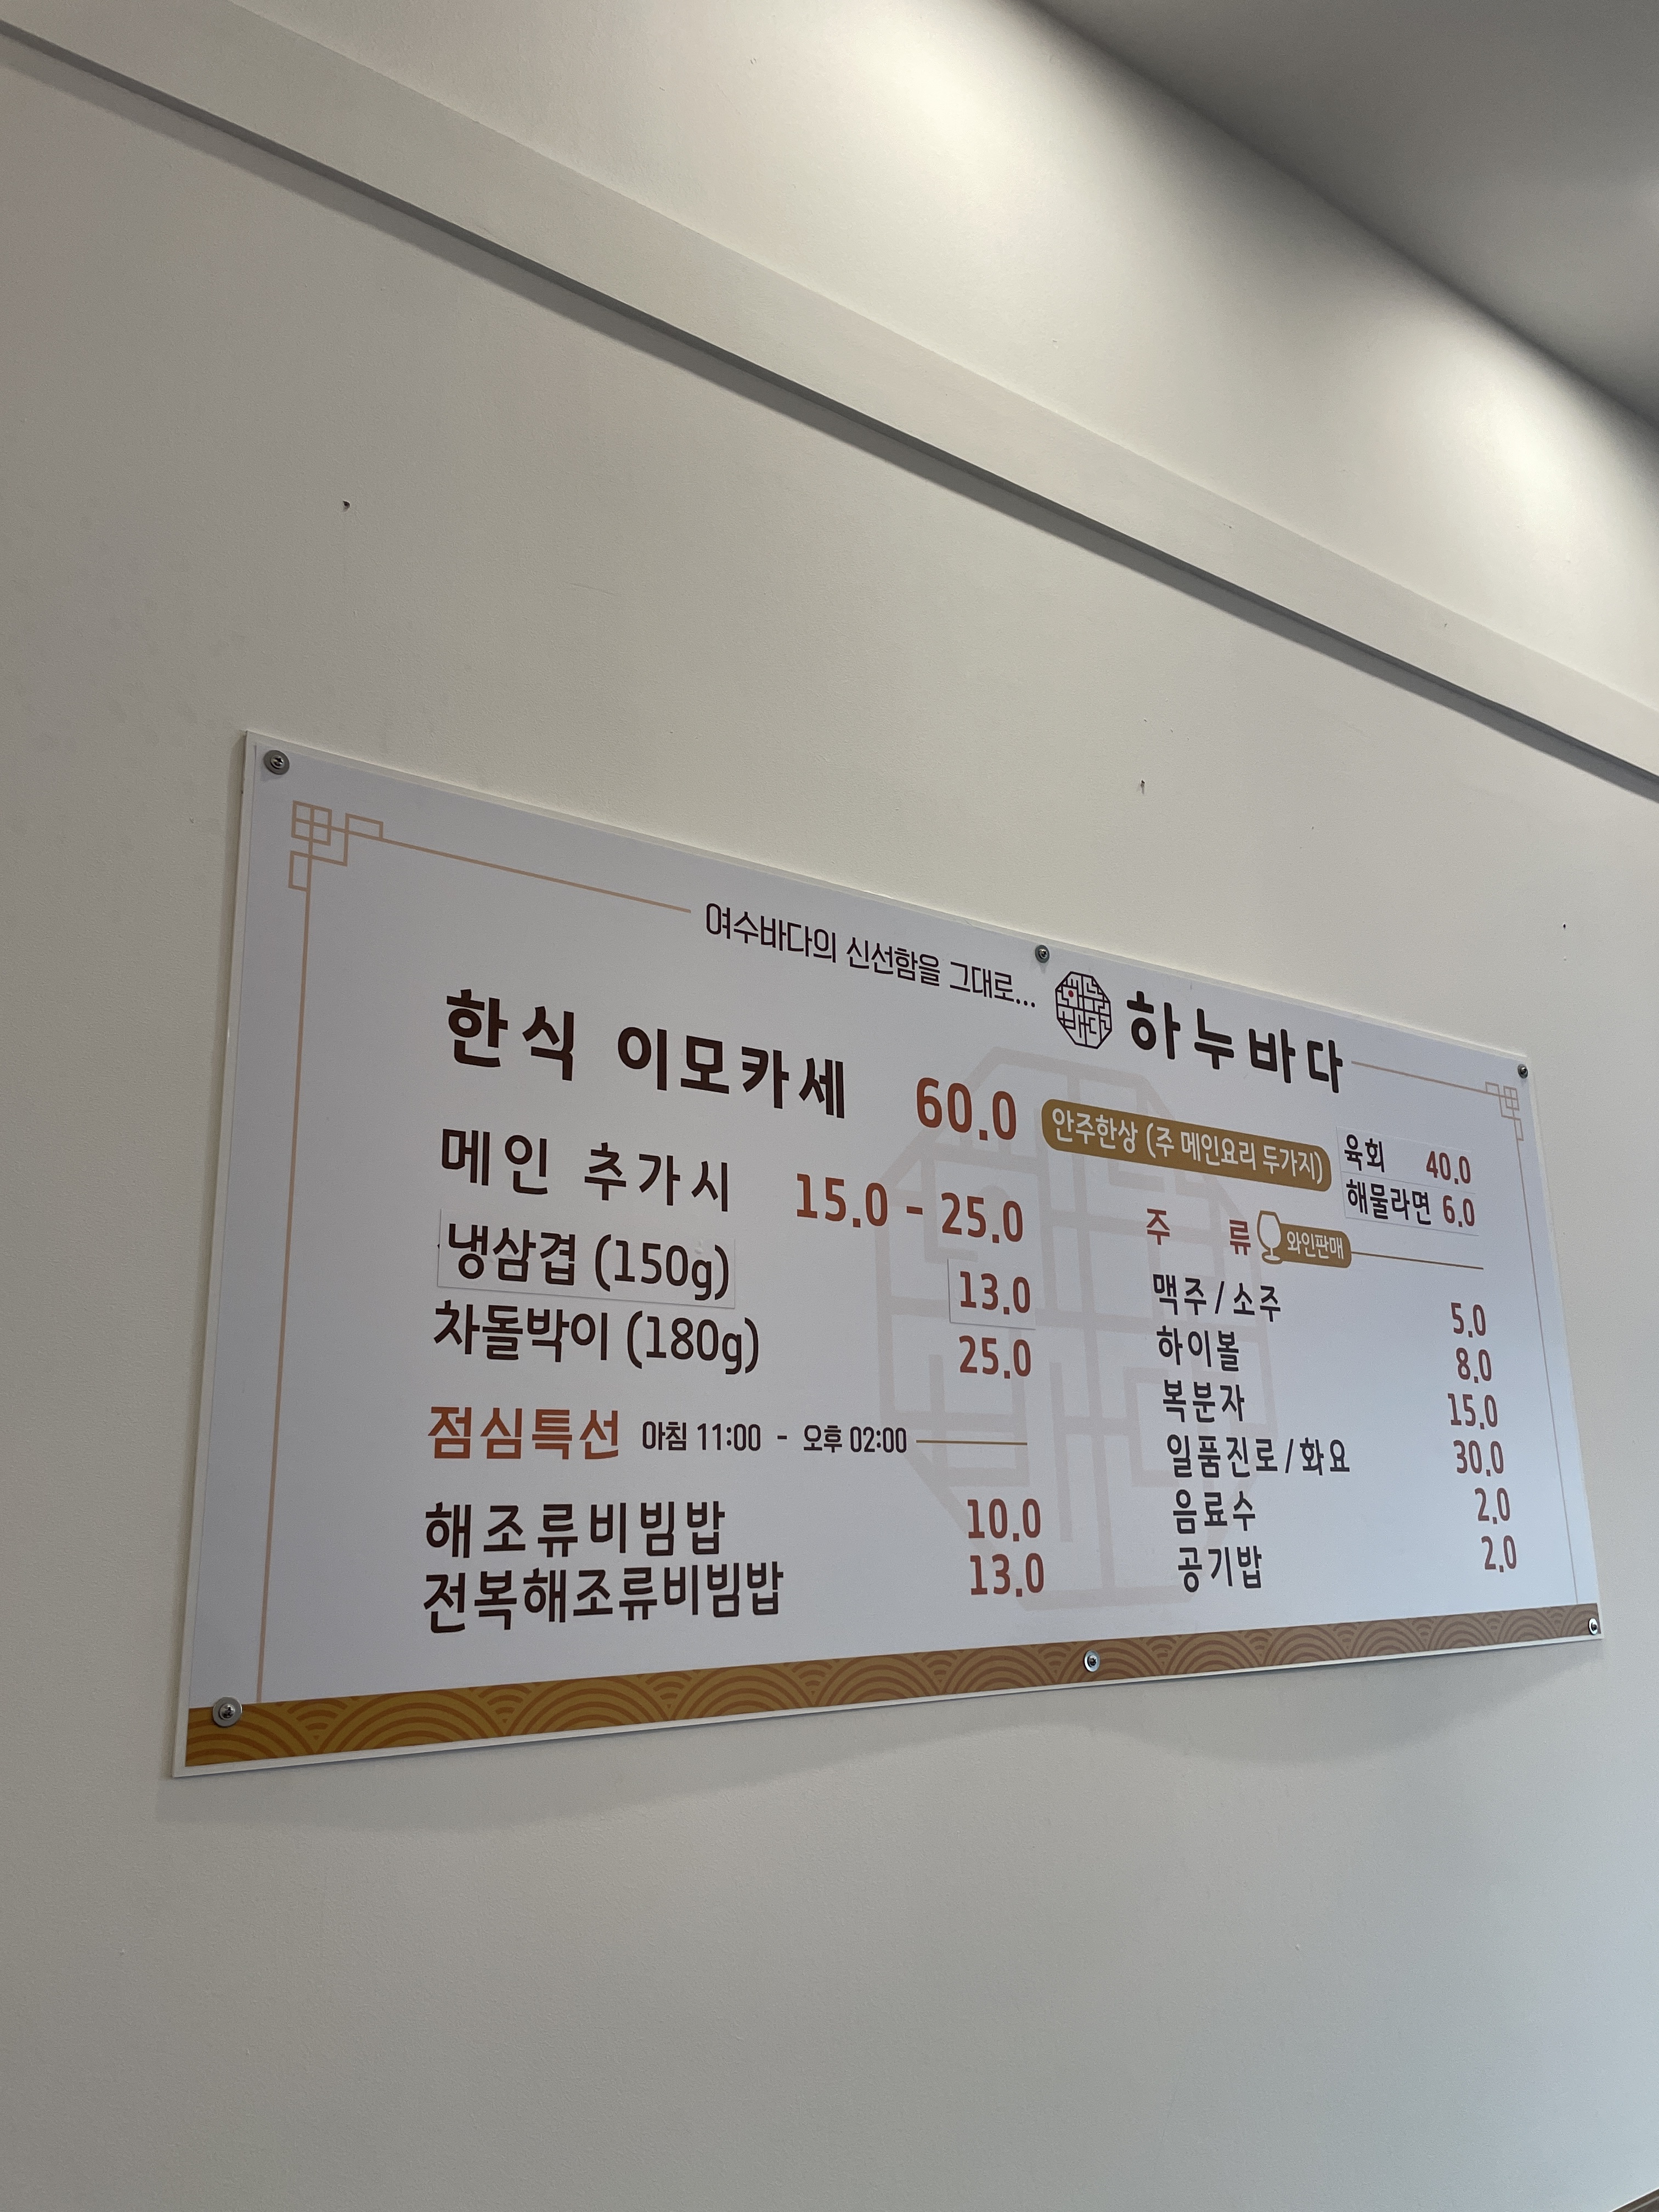 여수바다의 신선함을 그대로...
하누바다
하누바다
한식 이모카세 60.0
메인 추가시 15.0 - 25.0
냉삼겹 (150g) 13.0
차돌박이 (180g) 25.0
점심특선 아침 11:00 - 오후 02:00
해조류비빔밥 10.0
전복해조류비빔밥 13.0
안주한상 (주 메인요리 두가지)
육회 40.0
해물라면 6.0
주 류 와인판매
맥주/소주 5.0
하이볼 8.0
복분자 15.0
일품진로/화요 30.0
음료수 2.0
공기밥 2.0